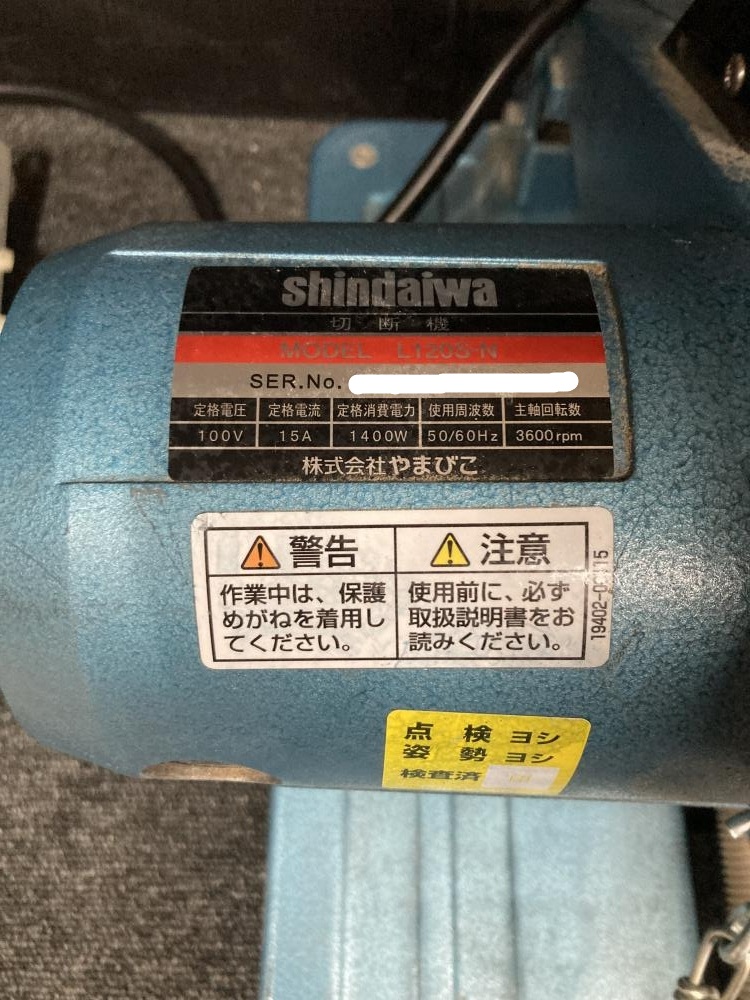 shindaiwa
切断機
MODEL L120S-N
SER.No.
定格電圧 定格電流 定格消費電力 使用周波数 主軸回転数
100V 15A 1400W 50/60Hz 3600rpm
株式会社やまびこ
警告
作業中は、保護
めがねを着用し
てください。
注意
使用前に、必ず
取扱説明書をお
読みください。
点検ヨシ
姿勢ヨシ
検査済